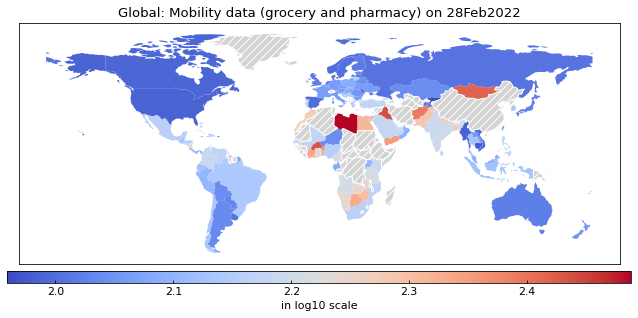 Global: Mobility data (grocery and pharmacy) on 28Feb2022
2.0 2.1 2.2 2.3 2.4
in log10 scale